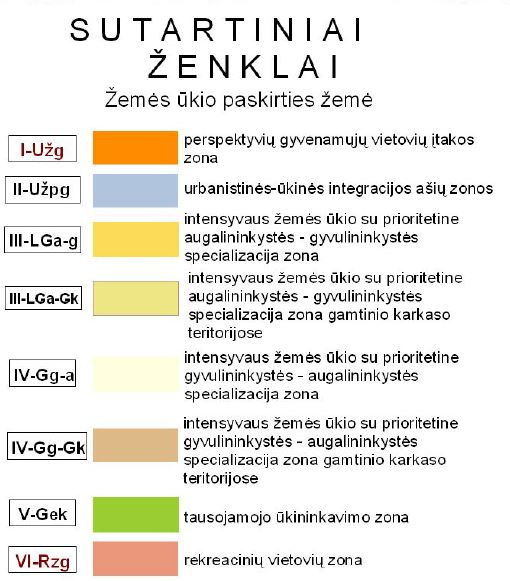 SUTARTINIAI
ŽENKLAI
Žemės ūkio paskirties žemė
I-Užg
perspektyvių gyvenamųjų vietovių įtakos
zona
II-Užpg
urbanistinės-ūkinės integracijos ašių zonos
III-LGa-g
intensyvaus žemės ūkio su prioritetine
augalininkystės - gyvulininkystės
specializacija zona
III-LGa-Gk
intensyvaus žemės ūkio su prioritetine
augalininkystės - gyvulininkystės
specializacija zona gamtinio karkaso
teritorijose
IV-Gg-a
intensyvaus žemės ūkio su prioritetine
gyvulininkystės - augalininkystės
specializacija zona
IV-Gg-Gk
intensyvaus žemės ūkio su prioritetine
gyvulininkystės - augalininkystės
specializacija zona gamtinio karkaso
teritorijose
V-Gek
tausojamojo ūkininkavimo zona
VI-Rzg
rekreacinių vietovių zona